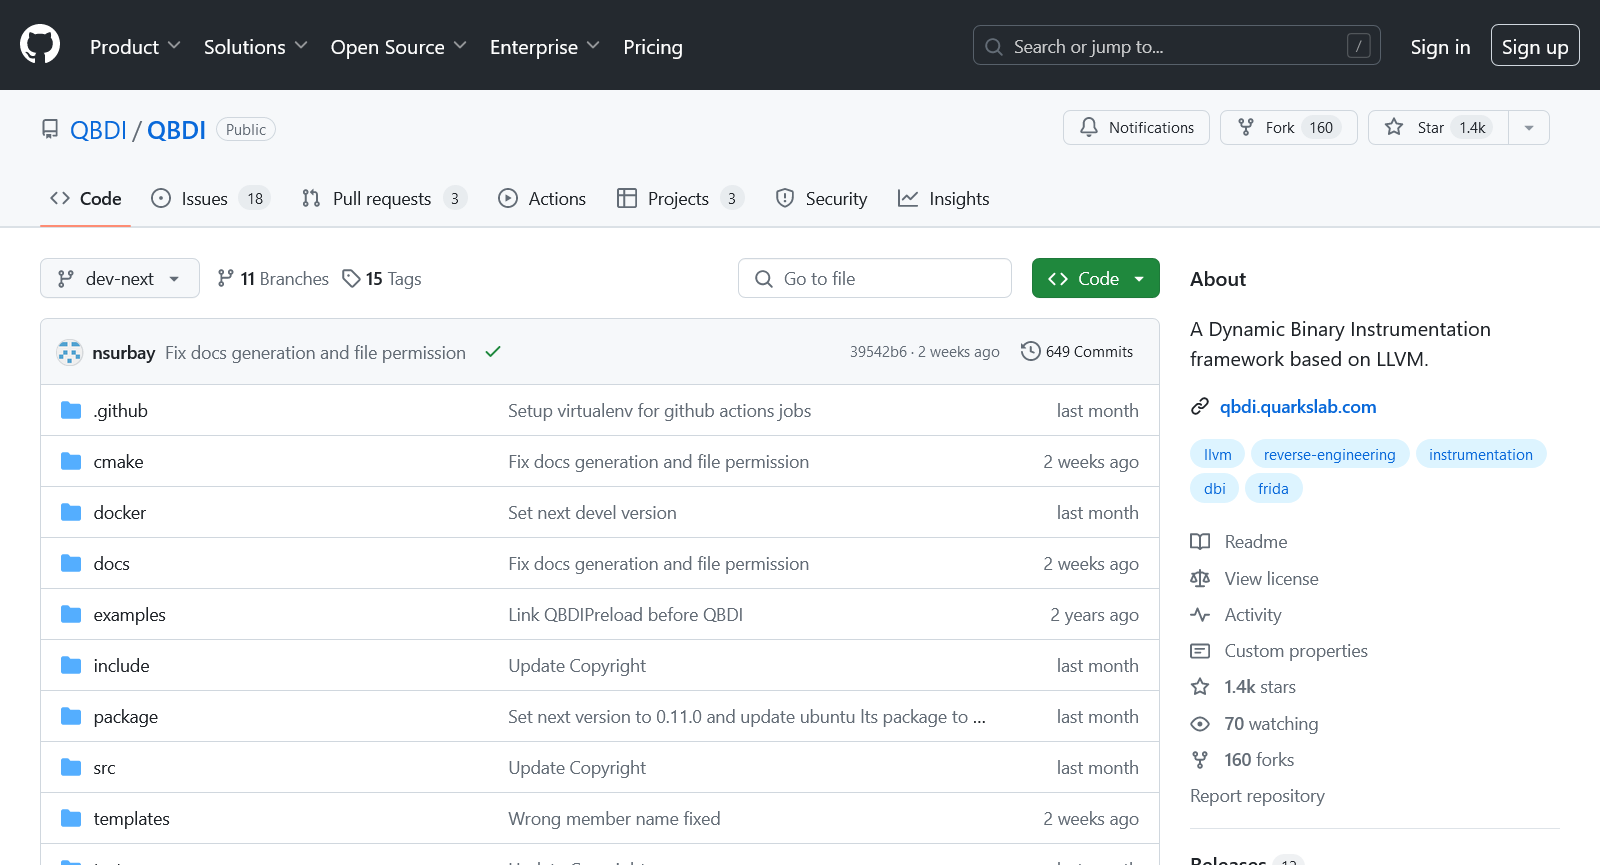 Product Solutions Open Source Enterprise Pricing Search or jump to... / Sign in Sign up
QBDI / QBDI Public Notifications Fork 160 Star 1.4k
Code Issues 18 Pull requests 3 Actions Projects 3 Security Insights
dev-next 11 Branches 15 Tags Go to file Code
nsurbay Fix docs generation and file permission 39542b6 · 2 weeks ago 649 Commits
.github Setup virtualenv for github actions jobs last month
cmake Fix docs generation and file permission 2 weeks ago
docker Set next devel version last month
docs Fix docs generation and file permission 2 weeks ago
examples Link QBDIPreload before QBDI 2 years ago
include Update Copyright last month
package Set next version to 0.11.0 and update ubuntu lts package to ... last month
src Update Copyright last month
templates Wrong member name fixed 2 weeks ago
About
A Dynamic Binary Instrumentation
framework based on LLVM.
qbdi.quarkslab.com
llvm reverse-engineering instrumentation
dbi frida
Readme
View license
Activity
Custom properties
1.4k stars
70 watching
160 forks
Report repository
Releases 12